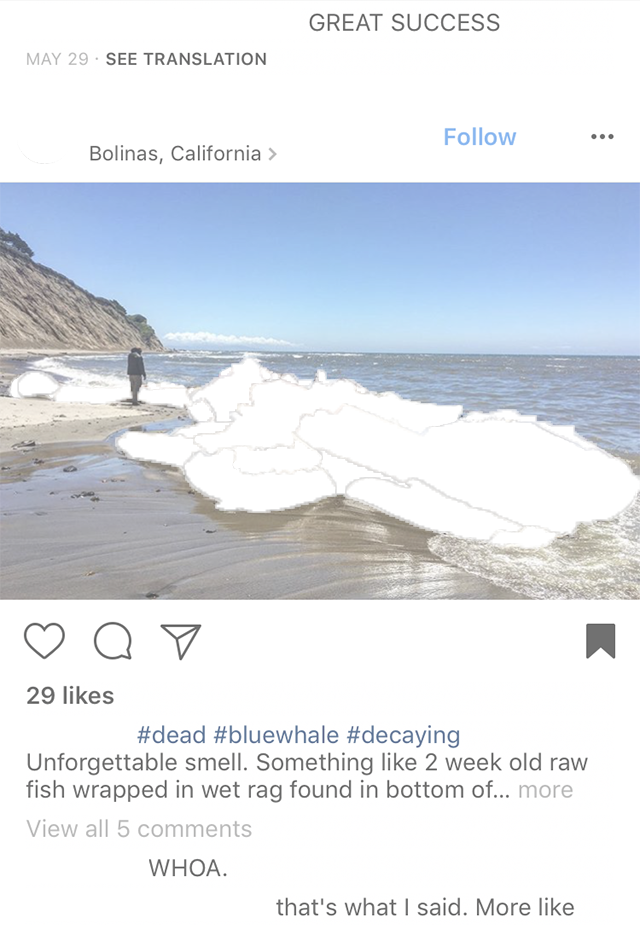 GREAT SUCCESS
MAY 29 · SEE TRANSLATION
Follow
Bolinas, California
29 likes
#dead #bluewhale #decaying
Unforgettable smell. Something like 2 week old raw
fish wrapped in wet rag found in bottom of... more
View all 5 comments
WHOA.
that's what I said. More like